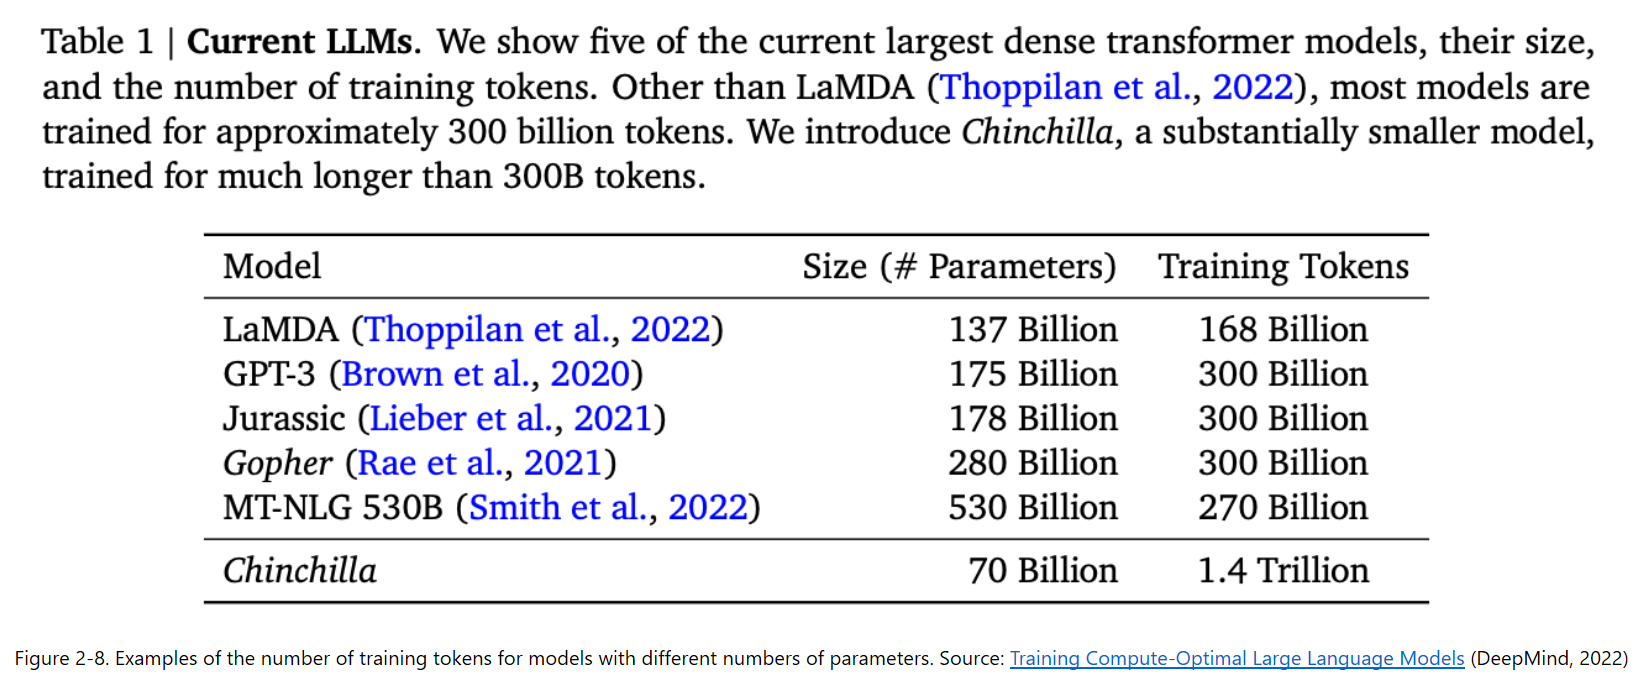 Table 1 | Current LLMs. We show five of the current largest dense transformer models, their size,
and the number of training tokens. Other than LaMDA (Thoppilan et al., 2022), most models are
trained for approximately 300 billion tokens. We introduce Chinchilla, a substantially smaller model,
trained for much longer than 300B tokens.
Model Size (# Parameters) Training Tokens
LaMDA (Thoppilan et al., 2022) 137 Billion 168 Billion
GPT-3 (Brown et al., 2020) 175 Billion 300 Billion
Jurassic (Lieber et al., 2021) 178 Billion 300 Billion
Gopher (Rae et al., 2021) 280 Billion 300 Billion
MT-NLG 530B (Smith et al., 2022) 530 Billion 270 Billion
Chinchilla 70 Billion 1.4 Trillion
Figure 2-8. Examples of the number of training tokens for models with different numbers of parameters. Source: Training Compute-Optimal Large Language Models (DeepMind, 2022)